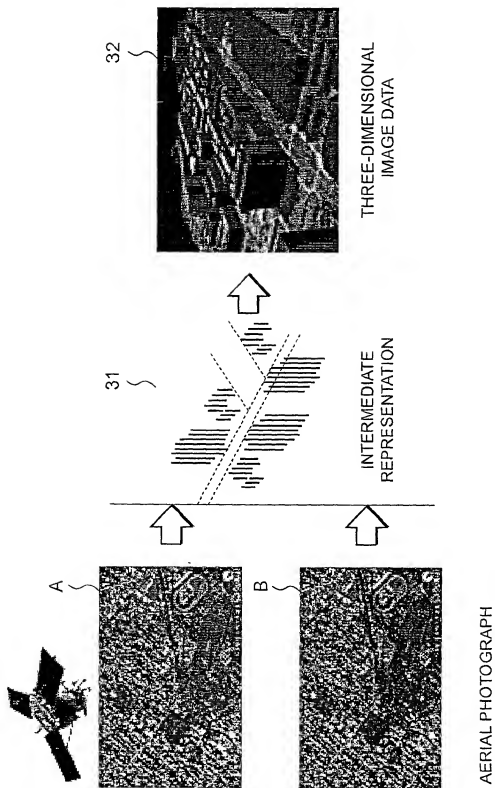 A
B
AERIAL PHOTOGRAPH
31
INTERMEDIATE
REPRESENTATION
32
THREE-DIMENSIONAL
IMAGE DATA